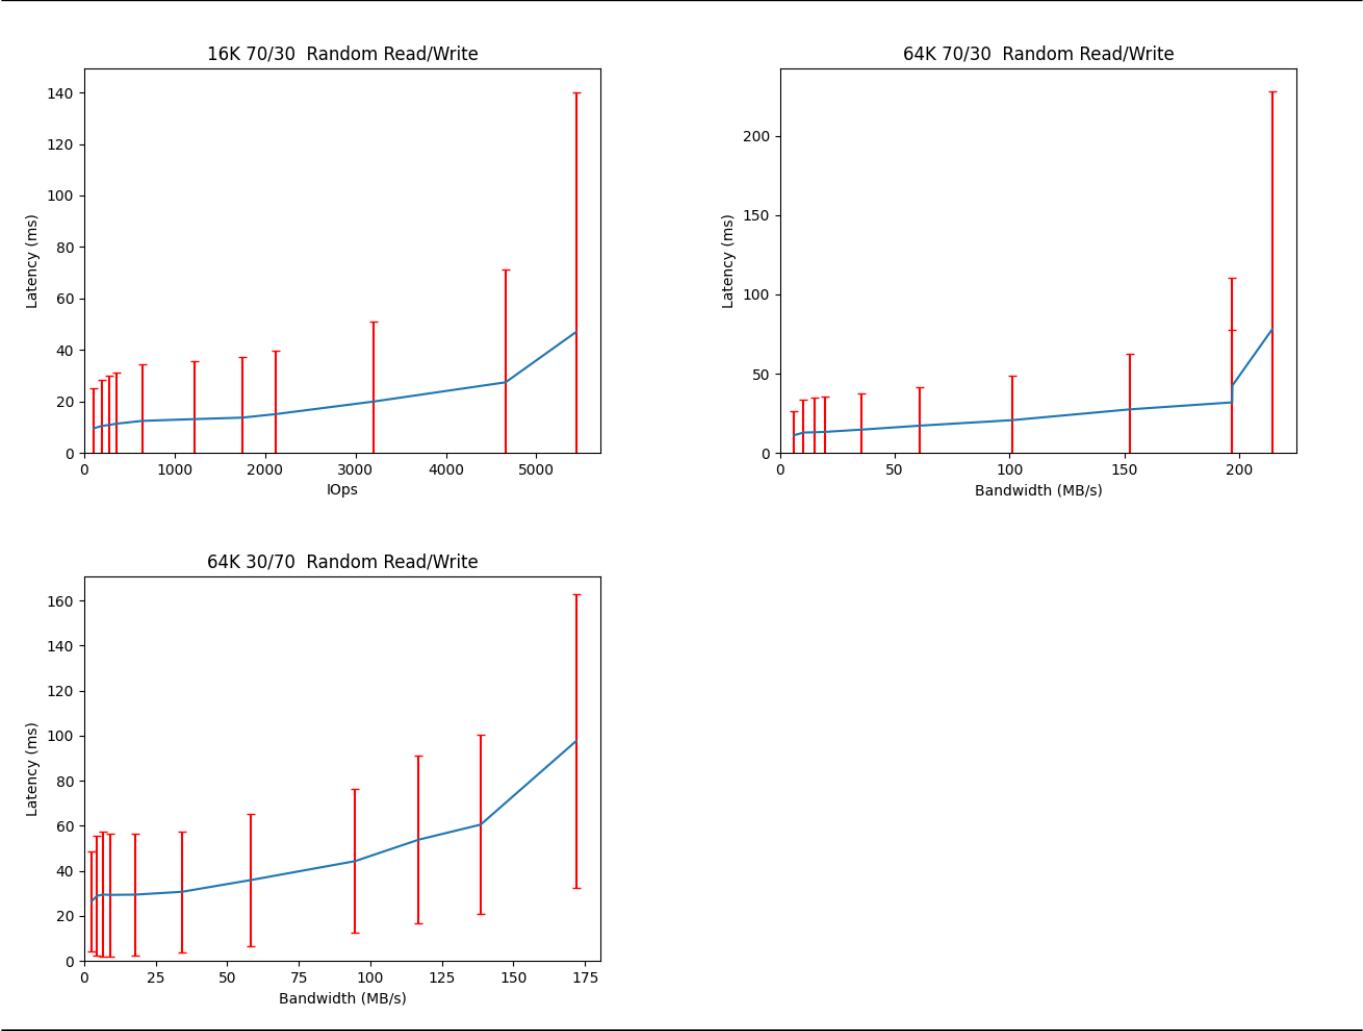 16K 70/30  Random Read/Write
140
120
100
80
60
40
20
0
Latency (ms)
0 1000 2000 3000 4000 5000
IOps
64K 70/30  Random Read/Write
200
150
100
50
0
Latency (ms)
0 50 100 150 200
Bandwidth (MB/s)
64K 30/70  Random Read/Write
160
140
120
100
80
60
40
20
0
Latency (ms)
0 25 50 75 100 125 150 175
Bandwidth (MB/s)